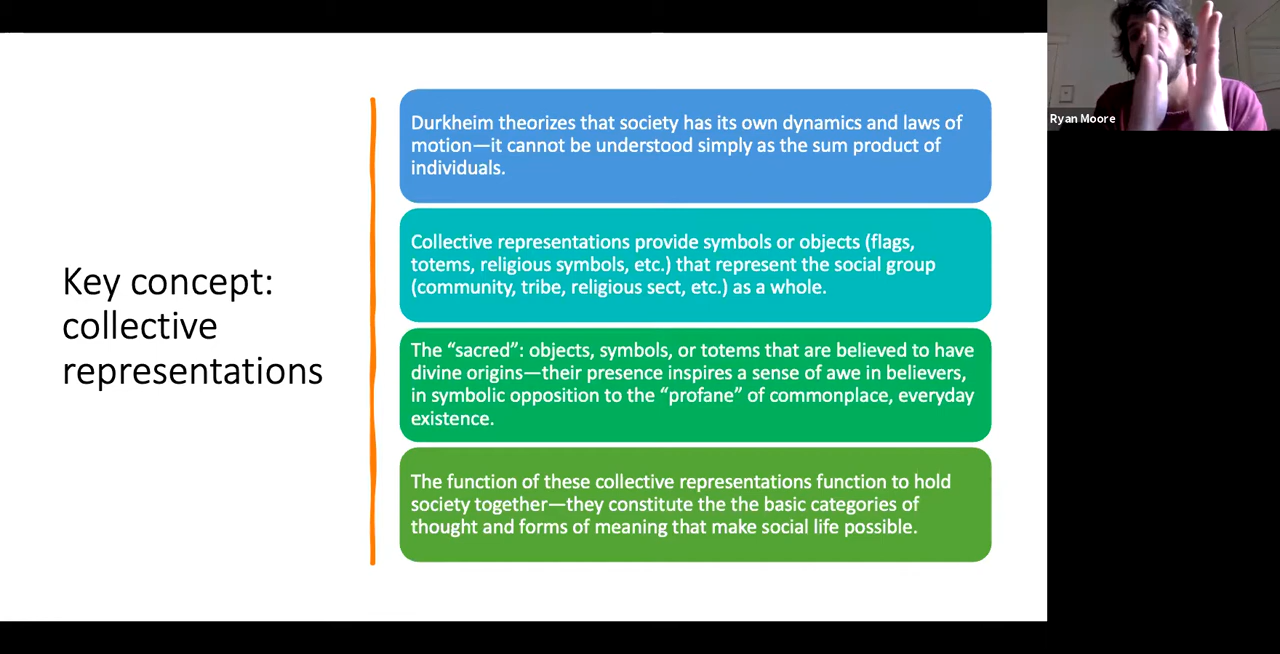 Key concept:
collective
representations
Durkheim theorizes that society has its own dynamics and laws of
motion—it cannot be understood simply as the sum product of
individuals.
Collective representations provide symbols or objects (flags,
totems, religious symbols, etc.) that represent the social group
(community, tribe, religious sect, etc.) as a whole.
The “sacred”: objects, symbols, or totems that are believed to have
divine origins—their presence inspires a sense of awe in believers,
in symbolic opposition to the “profane” of commonplace, everyday
existence.
The function of these collective representations function to hold
society together—they constitute the the basic categories of
thought and forms of meaning that make social life possible.
Ryan Moore